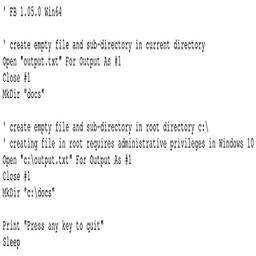 ' FB 1.05.0 Win64
' create empty file and sub-directory in current directory
Open "output.txt" For Output As #1
Close #1
MkDir "docs"
' create empty file and sub-directory in root directory c:\
' creating file in root requires administrative privileges in Windows 10
Open "c:\output.txt" For Output As #1
Close #1
MkDir "c:\docs"
Print "Press any key to quit"
Sleep